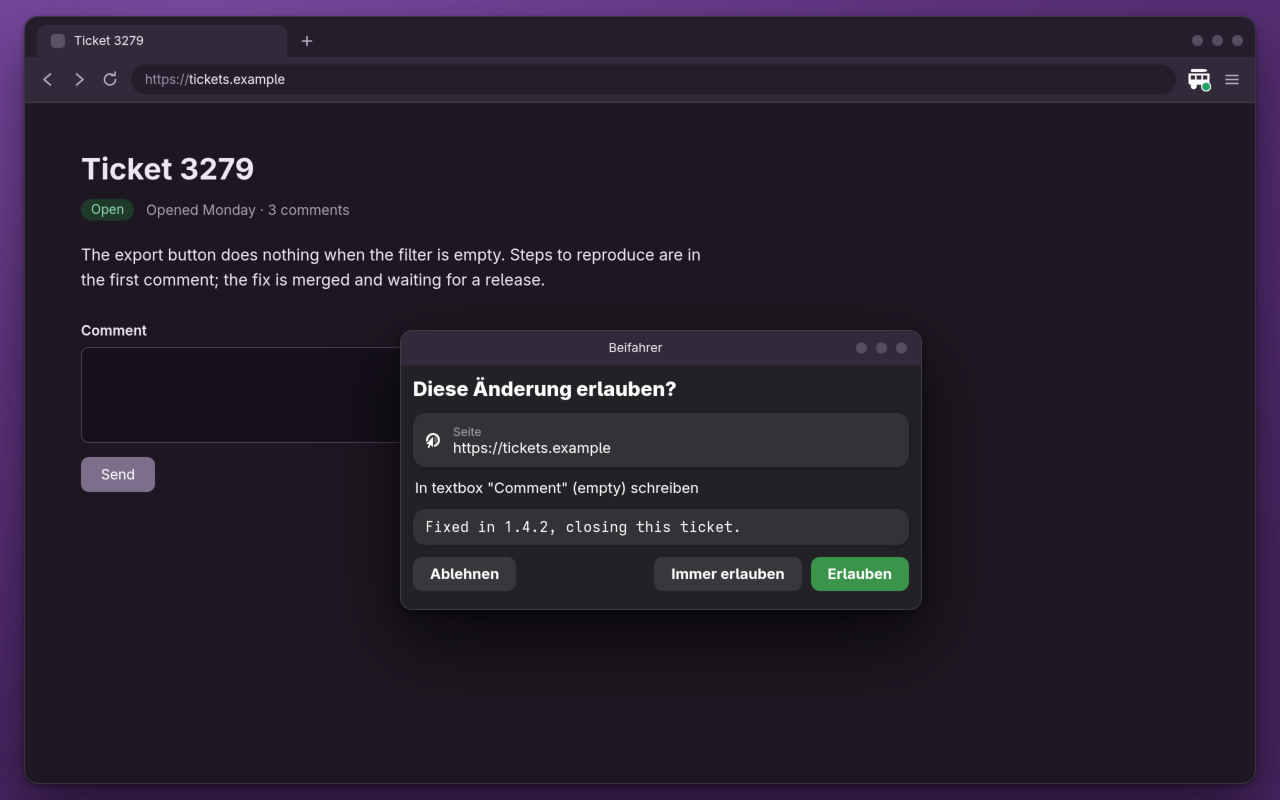 Ticket 3279
https://tickets.example
Ticket 3279
Open
Opened Monday · 3 comments
The export button does nothing when the filter is empty. Steps to reproduce are in
the first comment; the fix is merged and waiting for a release.
Comment
Send
Beifahrer
Diese Änderung erlauben?
Seite
https://tickets.example
In textbox "Comment" (empty) schreiben
Fixed in 1.4.2, closing this ticket.
Ablehnen
Immer erlauben
Erlauben